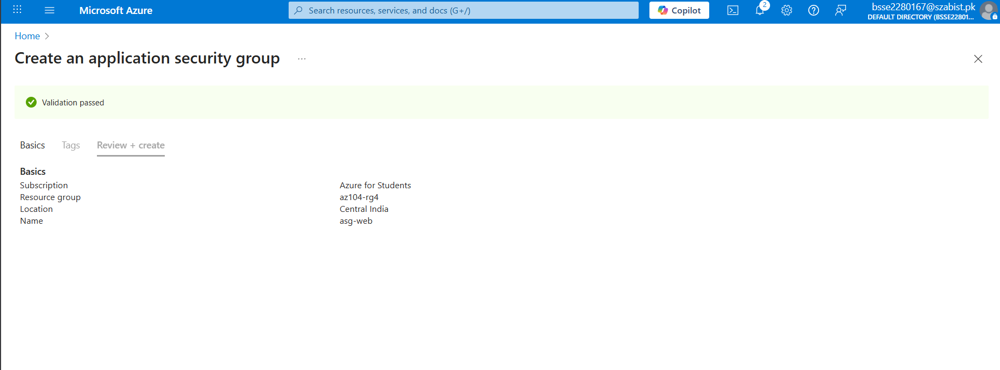 Microsoft Azure
Search resources, services, and docs (G+/)
Copilot
2
bsse2280167@szabist.pk
DEFAULT DIRECTORY (BSSE22801...
Home
Create an application security group
...
Validation passed
Basics
Tags
Review + create
Basics
Subscription Azure for Students
Resource group az104-rg4
Location Central India
Name asg-web